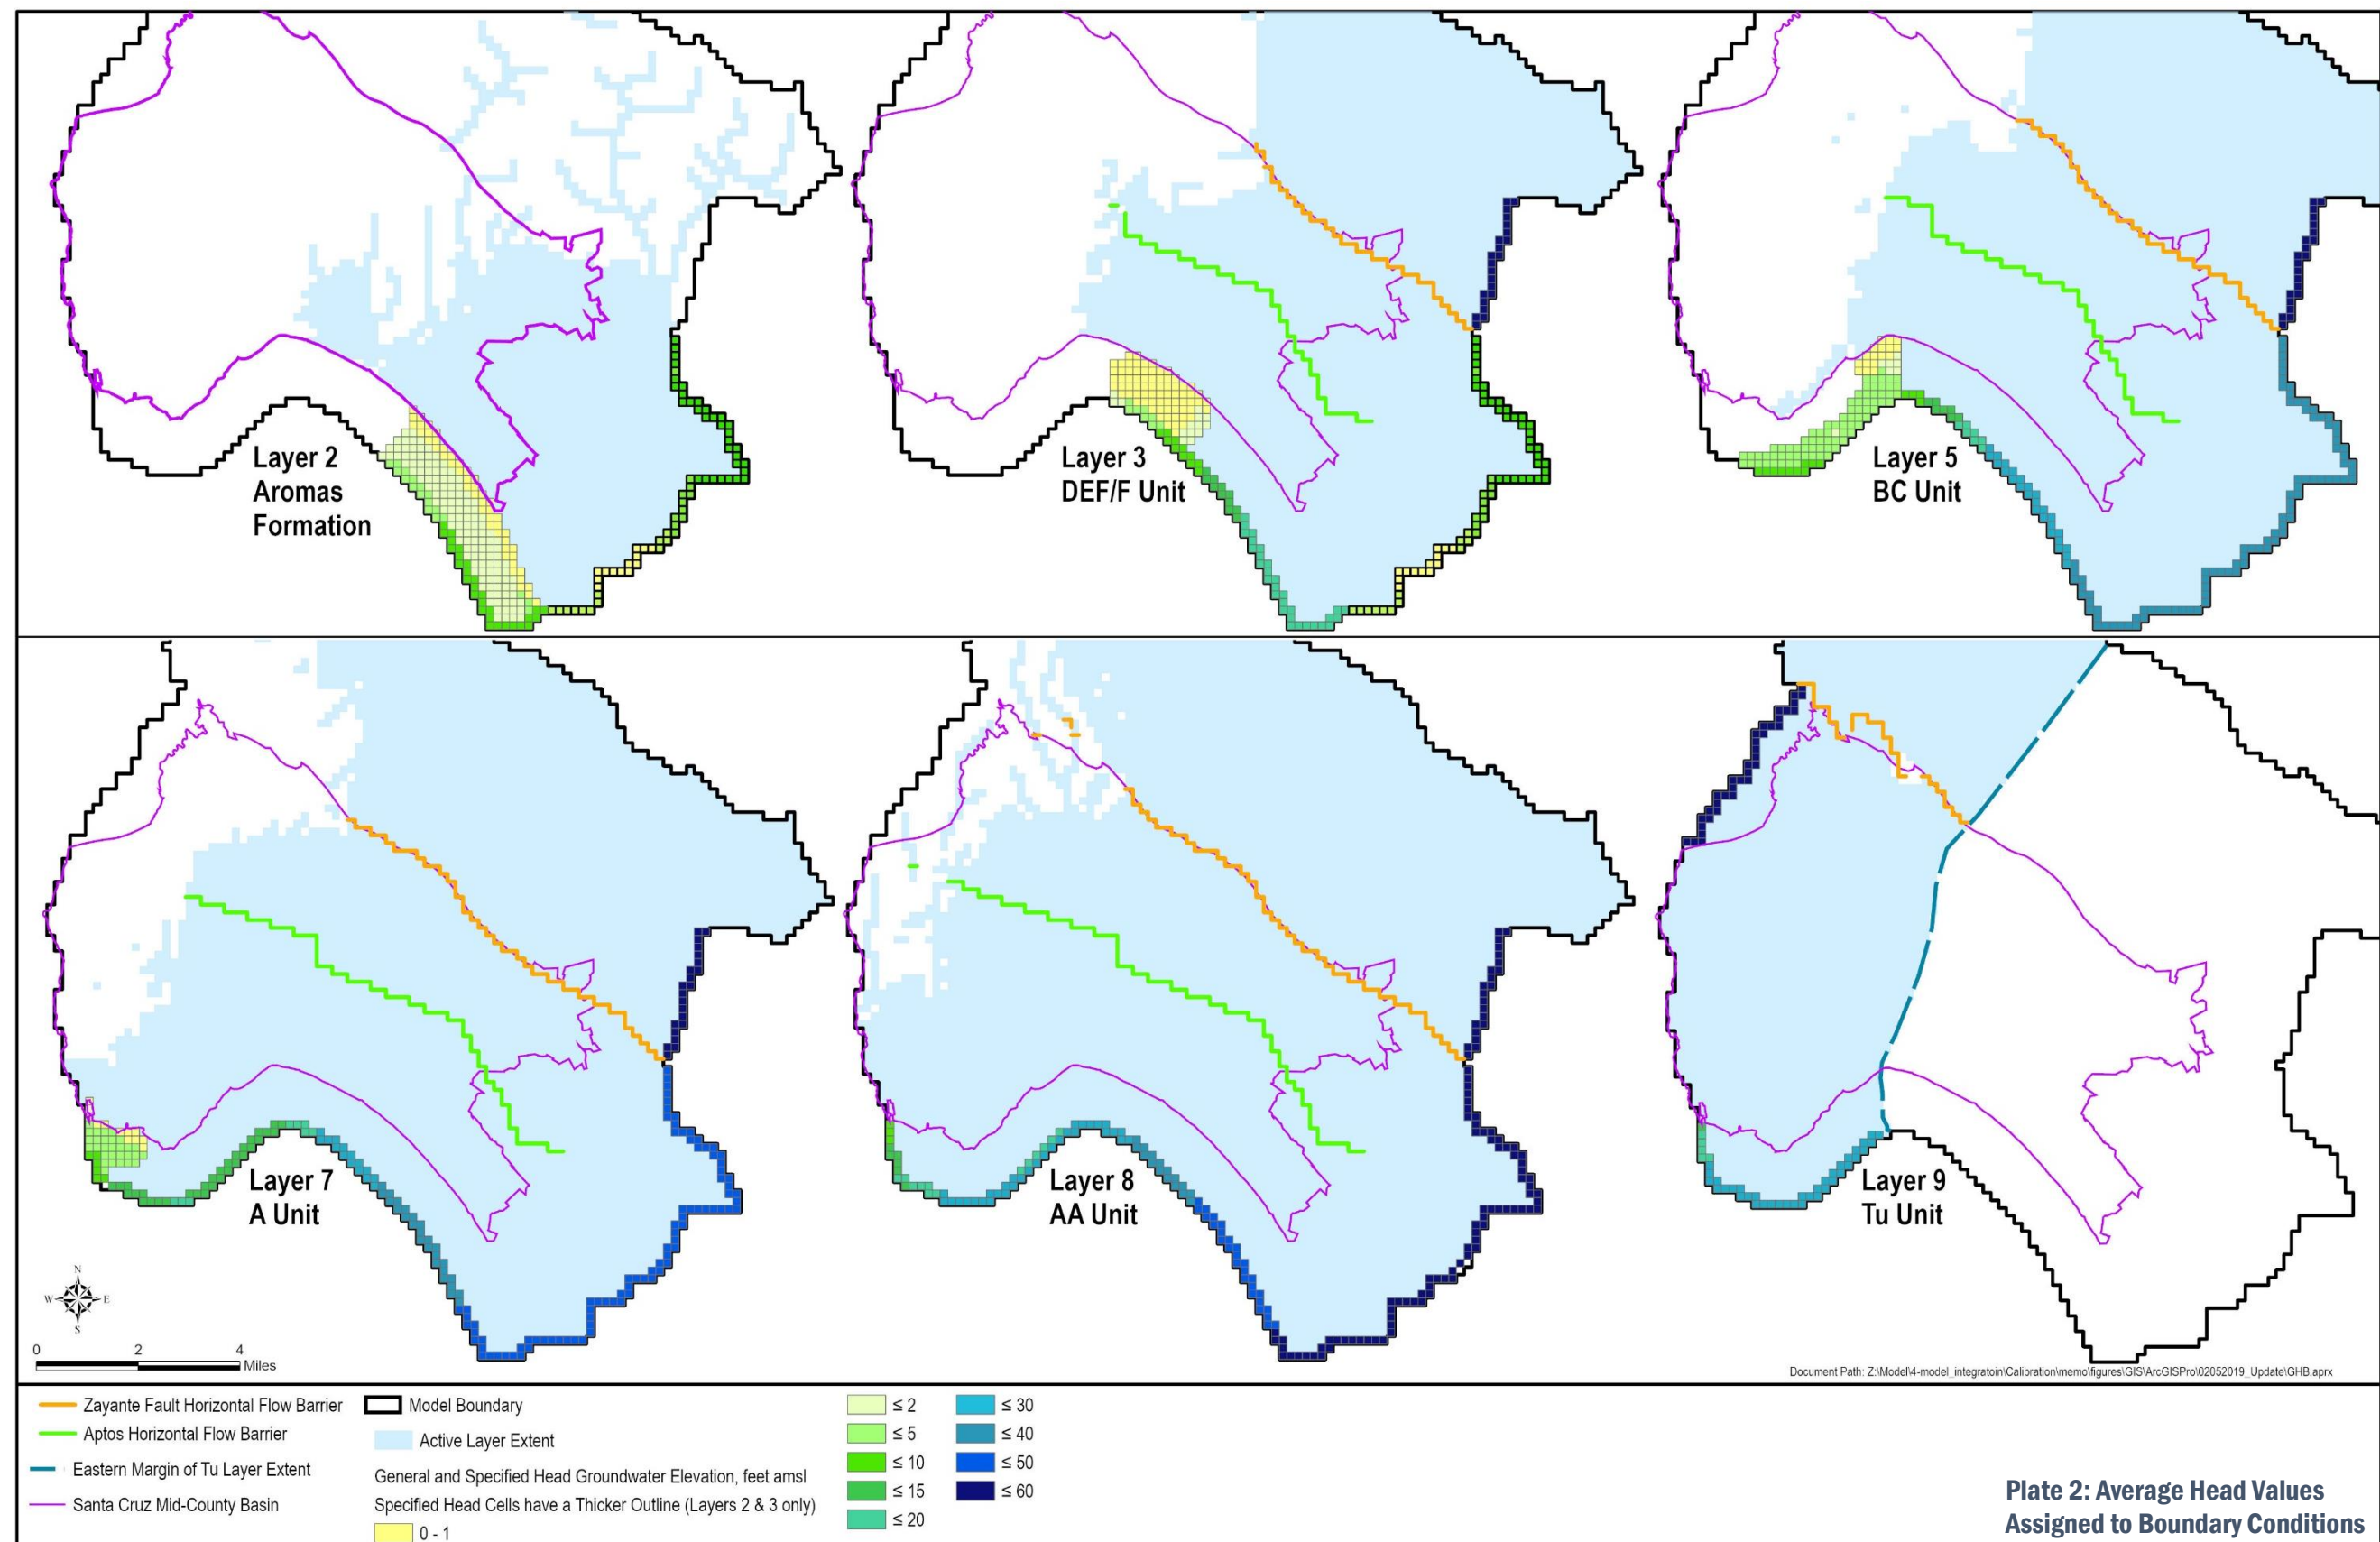 Layer 2
Aromas
Formation
Layer 3
DEF/F Unit
Layer 5
BC Unit
Layer 7
A Unit
Layer 8
AA Unit
Layer 9
Tu Unit
N
W E
S
0 2 4
Miles
Document Path: Z:\Model\4-model_integratoin\Calibration\memo\figures\GIS\ArcGISPro\02052019_Update\GHB.aprx
Zayante Fault Horizontal Flow Barrier
Aptos Horizontal Flow Barrier
Eastern Margin of Tu Layer Extent
Santa Cruz Mid-County Basin
Model Boundary
Active Layer Extent
General and Specified Head Groundwater Elevation, feet amsl
Specified Head Cells have a Thicker Outline (Layers 2 & 3 only)
0 - 1
≤ 2
≤ 5
≤ 10
≤ 15
≤ 20
≤ 30
≤ 40
≤ 50
≤ 60
Plate 2: Average Head Values
Assigned to Boundary Conditions